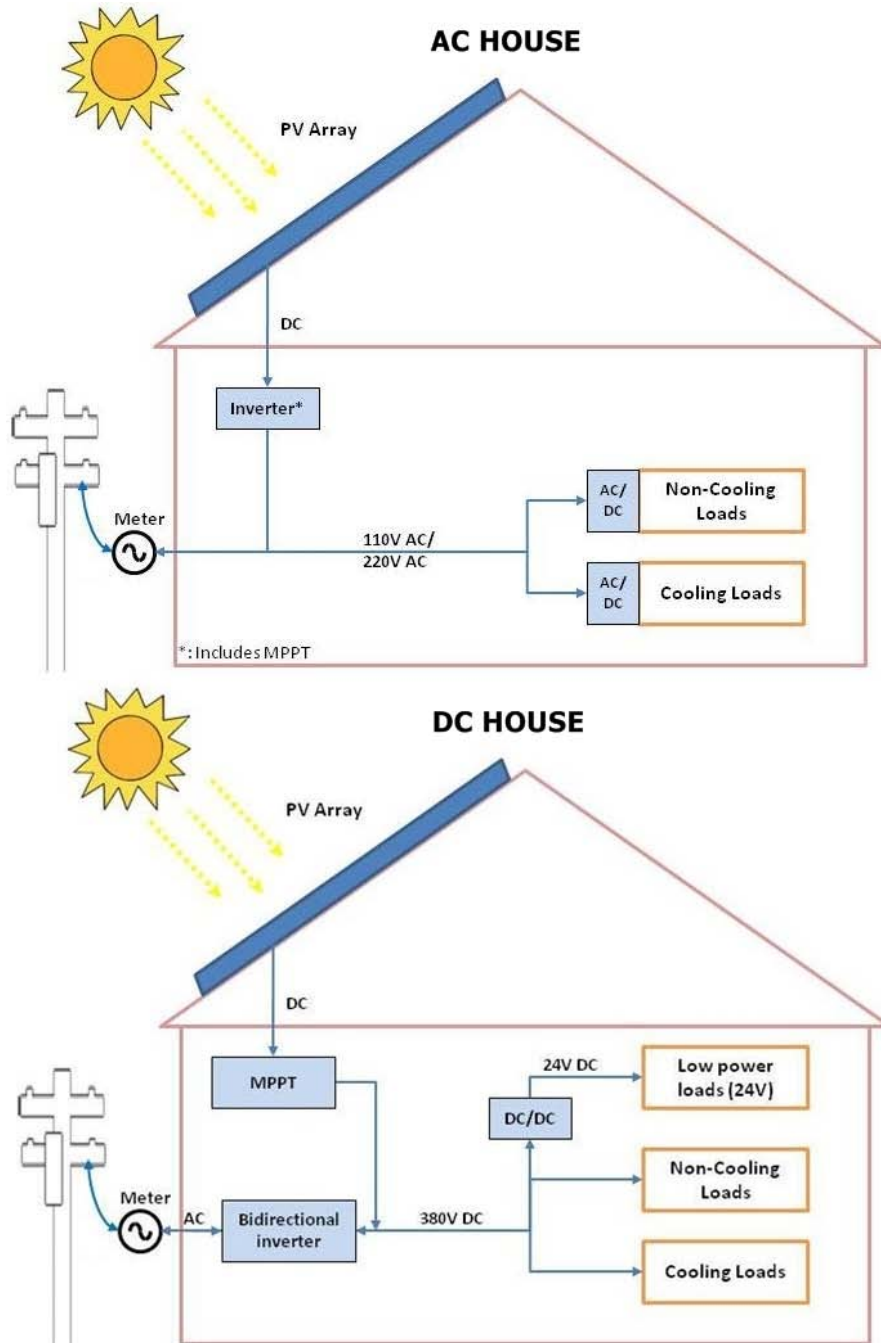 AC HOUSE
PV Array
DC
Inverter*
Meter
110V AC/
220V AC
AC/
DC
Non-Cooling
Loads
AC/
DC
Cooling Loads
*: Includes MPPT
DC HOUSE
PV Array
DC
MPPT
24V DC
Low power
loads (24V)
DC/DC
Non-Cooling
Loads
Meter
AC
Bidirectional
inverter
380V DC
Cooling Loads